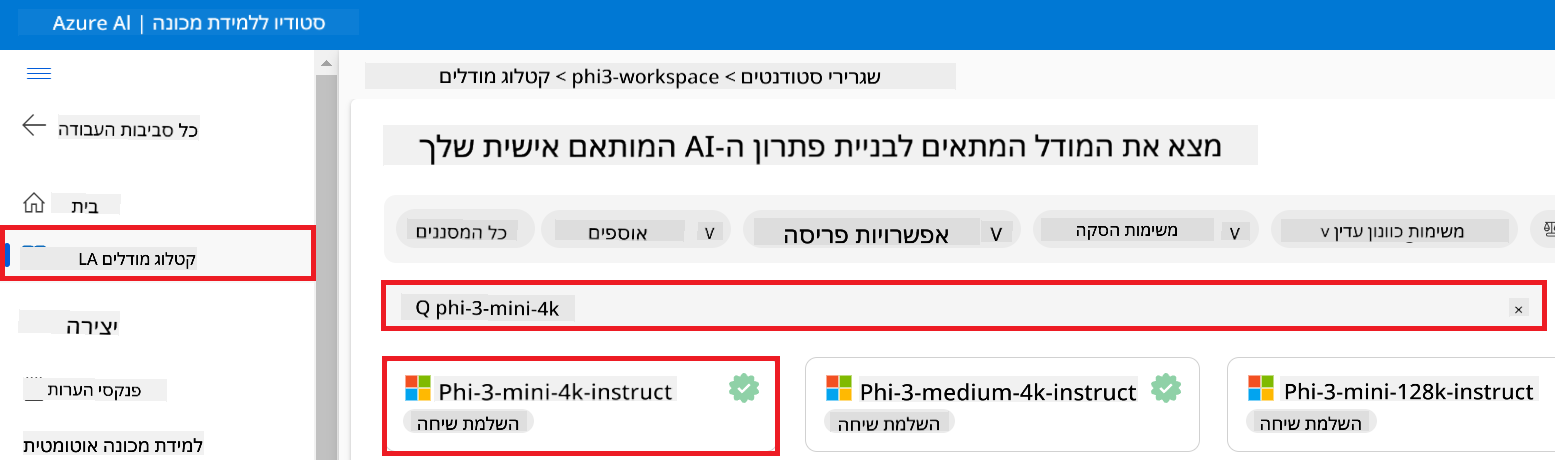 Azure AI | סטודיו ללמידת מכונה
כל סביבות העבודה
בית
קטלוג מודלים LA
יצירה
פנקסי הערות
למידת מכונה אוטומטית
שגרירי סטודנטים > phi3-workspace > קטלוג מודלים
מצא את המודל המתאים לבניית פתרון ה-AI המותאם אישית שלך
כל המסננים
אוספים V
אפשרויות פריסה V
משימות הסקה V
משימות כוונון עדין v
Q phi-3-mini-4k ×
Phi-3-mini-4k-instruct
השלמת שיחה
Phi-3-medium-4k-instruct
השלמת שיחה
Phi-3-mini-128k-instruct
השלמת שיחה